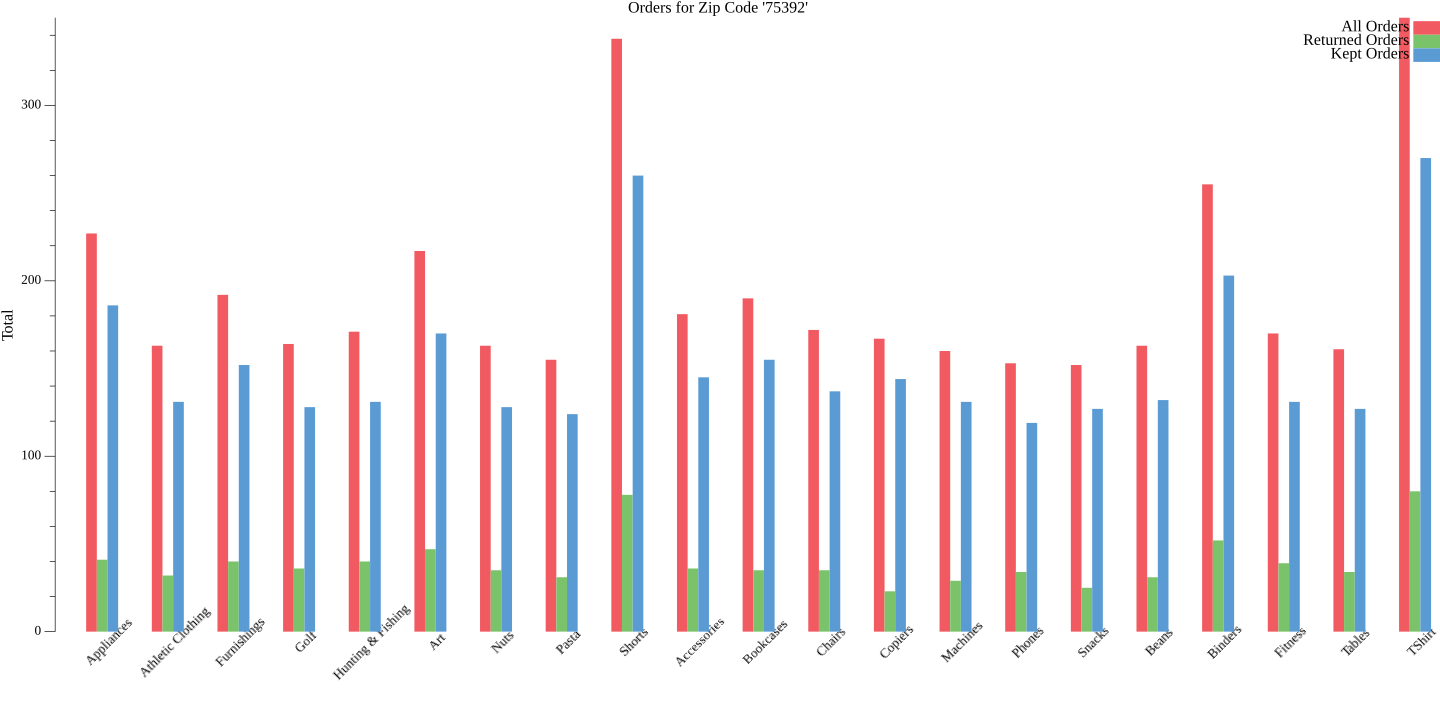 Orders for Zip Code '75392'
All Orders
Returned Orders
Kept Orders
Total
300
200
100
0
Appliances
Athletic Clothing
Furnishings
Golf
Hunting & Fishing
Art
Nuts
Pasta
Shorts
Accessories
Bookcases
Chairs
Copiers
Machines
Phones
Snacks
Beans
Binders
Fitness
Tables
TShirt